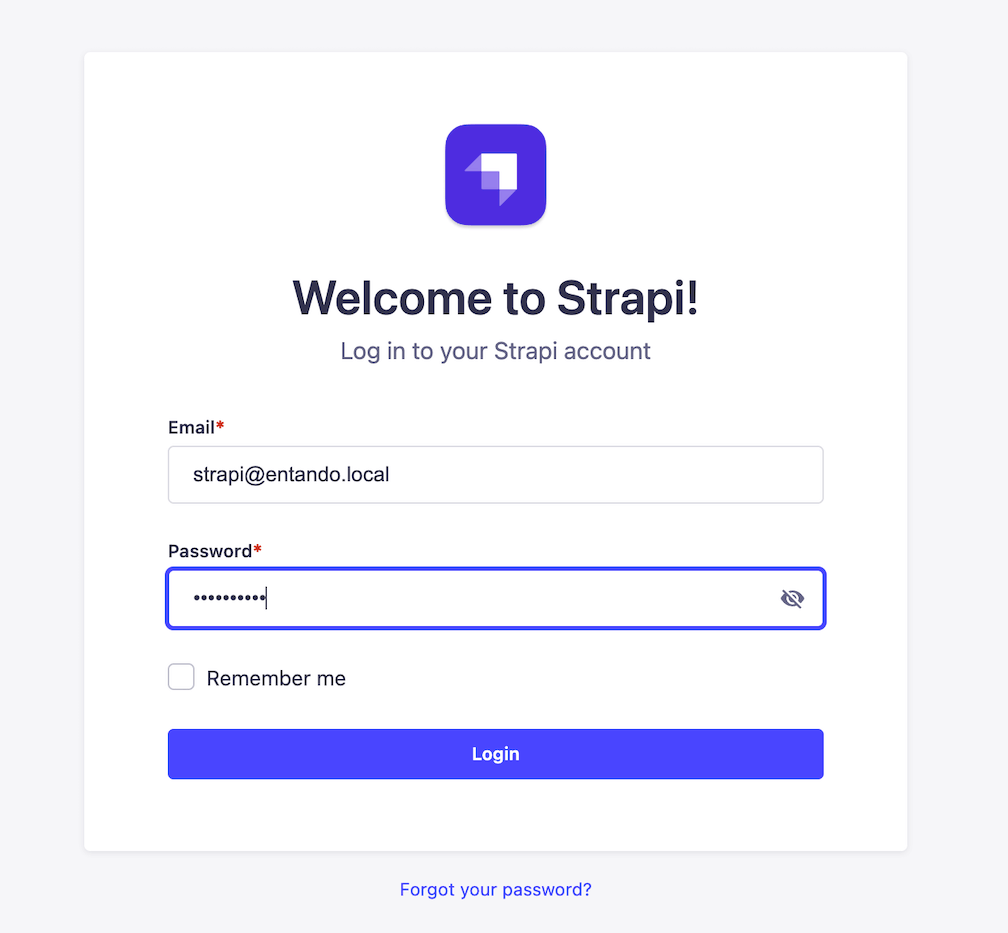 Welcome to Strapi!
Log in to your Strapi account
Email*
strapi@entando.local
Password*
••••••••••
Remember me
Login
Forgot your password?